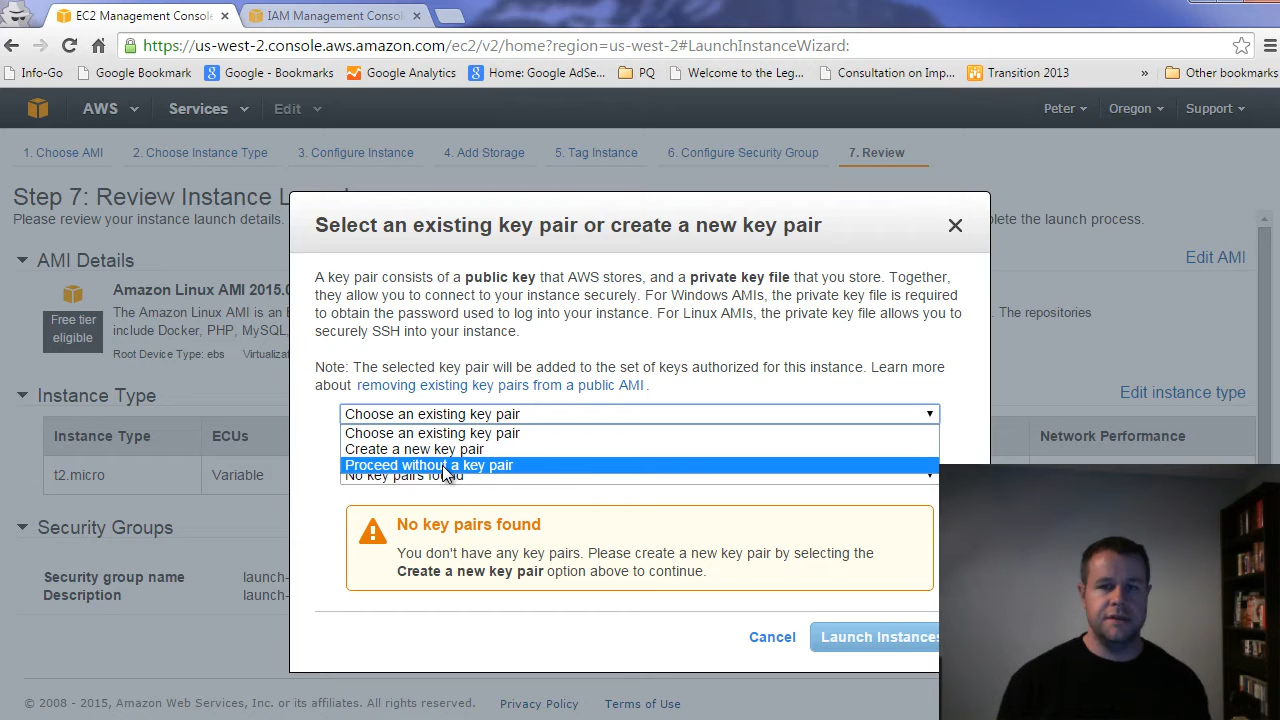 EC2 Management Console
IAM Management Console
https://us-west-2.console.aws.amazon.com/ec2/v2/home?region=us-west-2#LaunchInstanceWizard:
Info-Go
Google Bookmark
Google Bookmarks
Google Analytics
Home: Google AdSe...
PQ
Welcome to the Leg...
Consultation on Imp...
Transition 2013
»
Other bookmarks
AWS
Services
Edit
Peter
Oregon
Support
1. Choose AMI
2. Choose Instance Type
3. Configure Instance
4. Add Storage
5. Tag Instance
6. Configure Security Group
7. Review
Step 7: Review Instance L
Please review your instance launch details.
plete the launch process.
AMI Details
Edit AMI
Amazon Linux AMI 2015.0
Free tier
eligible
The Amazon Linux AMI is an E
. The repositories
include Docker, PHP, MySQL,
Root Device Type: ebs
Virtualizat
Instance Type
Edit instance type
Instance Type
ECUs
Network Performance
t2.micro
Variable
Security Groups
Security group name
launch-
Description
launch-
Select an existing key pair or create a new key pair
A key pair consists of a public key that AWS stores, and a private key file that you store. Together,
they allow you to connect to your instance securely. For Windows AMIs, the private key file is required
to obtain the password used to log into your instance. For Linux AMIs, the private key file allows you to
securely SSH into your instance.
Note: The selected key pair will be added to the set of keys authorized for this instance. Learn more
about removing existing key pairs from a public AMI .
Choose an existing key pair
Choose an existing key pair
Create a new key pair
Proceed without a key pair
No key pairs found
No key pairs found
You don't have any key pairs. Please create a new key pair by selecting the
Create a new key pair option above to continue.
Cancel
Launch Instances
© 2008 - 2015, Amazon Web Services, Inc. or its affiliates. All rights reserved.
Privacy Policy
Terms of Use